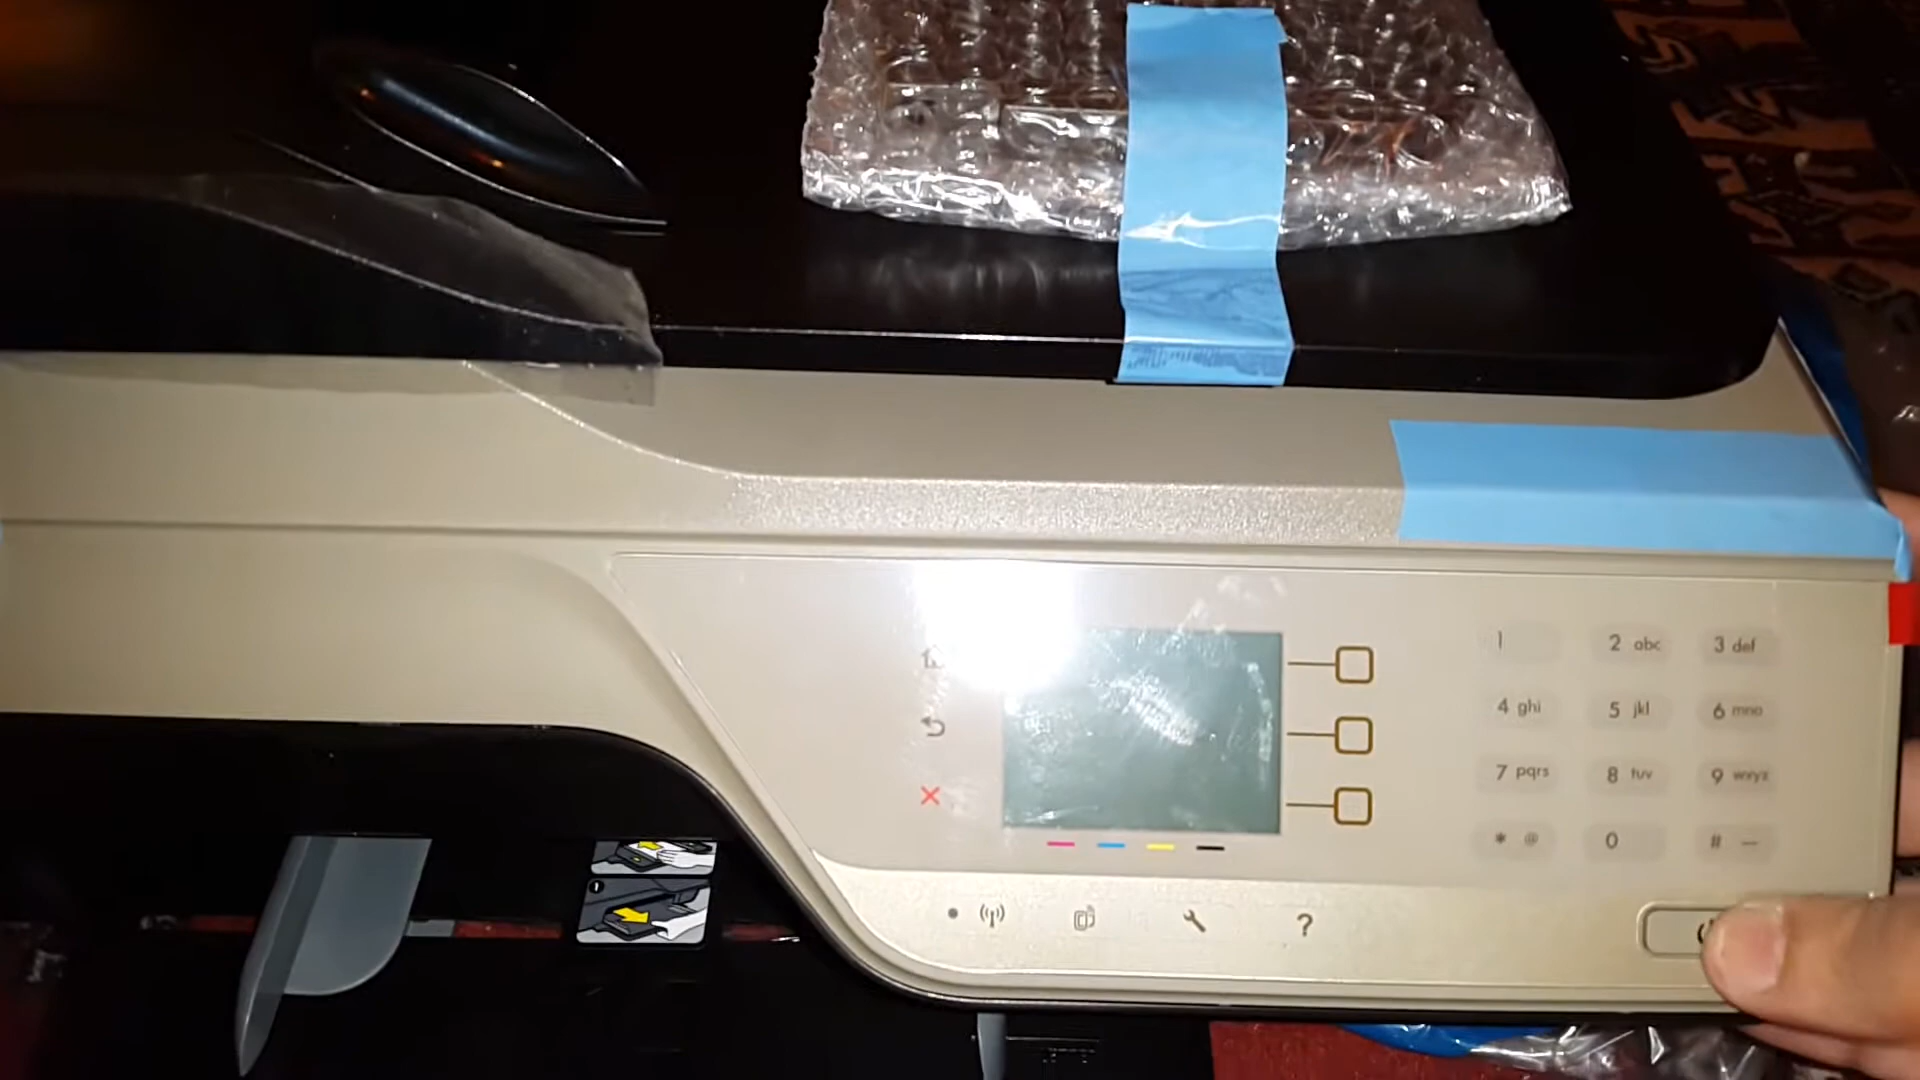 1 2 abc 3 def
4 ghi 5 jkl 6 mno
7 pqrs 8 tuv 9 wxyz
* @ 0 # -
?